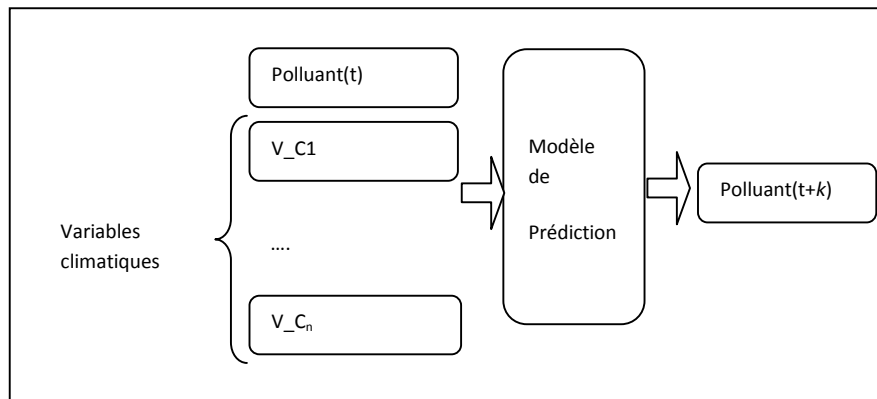 Polluant(t)
V_C1
Variables
climatiques
....
V_Cn
Modèle
de
Prédiction
Polluant(t+k)